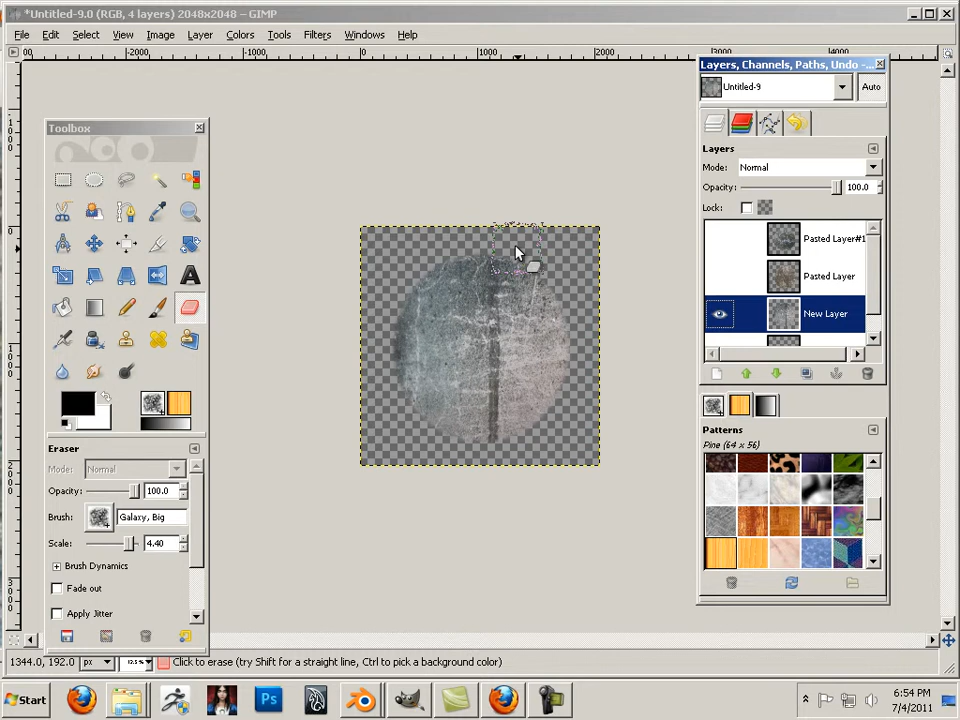 *Untitled-9.0 (RGB, 4 layers) 2048x2048 – GIMP
File Edit Select View Image Layer Colors Tools Filters Windows Help
-2000 -1000 0 1000 2000 3000 4000
Layers, Channels, Paths, Undo -...
Untitled-9 Auto
Toolbox
Layers
Mode: Normal
Opacity: 100.0
Lock:
Pasted Layer#1
Pasted Layer
New Layer
Patterns
Pine (64 x 56)
Eraser
Mode: Normal
Opacity: 100.0
Brush: Galaxy, Big
Scale: 4.40
Brush Dynamics
Fade out
Apply Jitter
1344.0, 192.0 px 12.5% Click to erase (try Shift for a straight line, Ctrl to pick a background color)
Start Ps 6:54 PM
7/4/2011